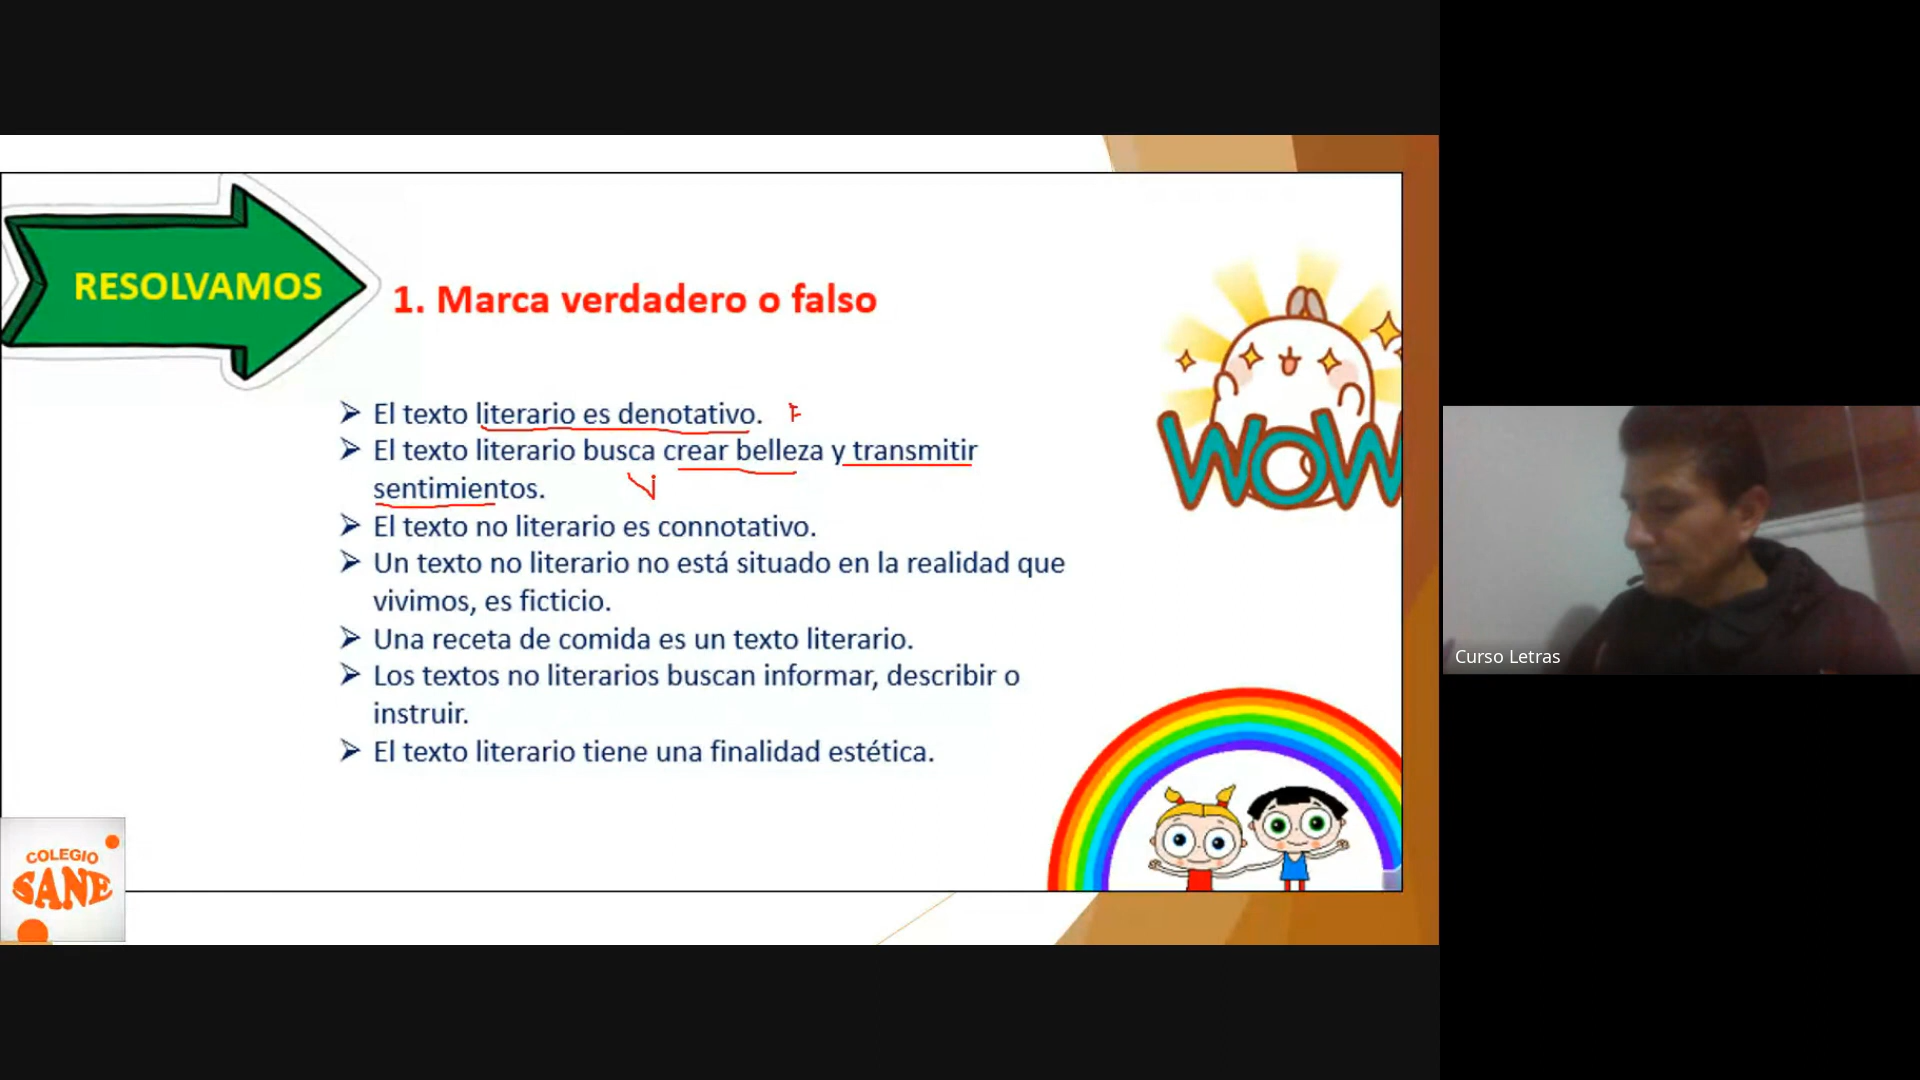 RESOLVAMOS
1. Marca verdadero o falso
El texto literario es denotativo. F
El texto literario busca crear belleza y transmitir
sentimientos. V
El texto no literario es connotativo.
Un texto no literario no está situado en la realidad que
vivimos, es ficticio.
Una receta de comida es un texto literario.
Los textos no literarios buscan informar, describir o
instruir.
El texto literario tiene una finalidad estética.
WOW
Curso Letras
COLEGIO
SANE